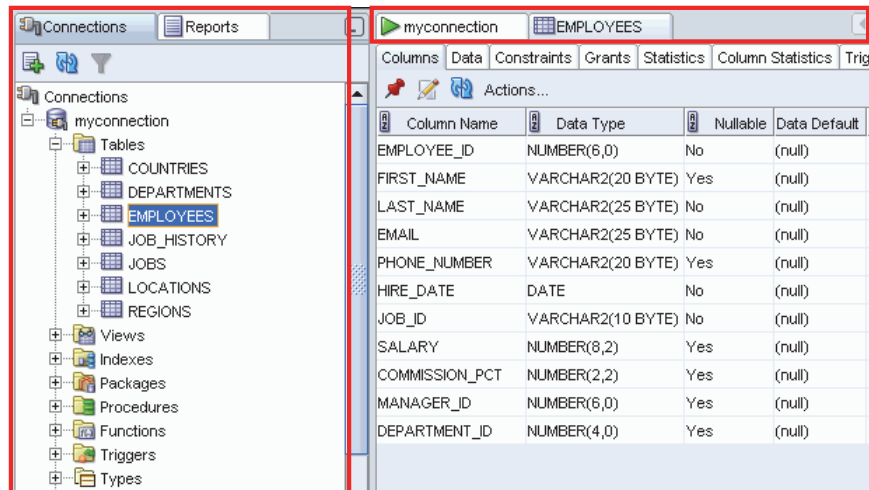 Connections Reports
Connections
myconnection
Tables
COUNTRIES
DEPARTMENTS
EMPLOYEES
JOB_HISTORY
JOBS
LOCATIONS
REGIONS
Views
Indexes
Packages
Procedures
Functions
Triggers
Types
myconnection EMPLOYEES
Columns Data Constraints Grants Statistics Column Statistics Trig
Actions...
Column Name Data Type Nullable Data Default
EMPLOYEE_ID NUMBER(6,0) No (null)
FIRST_NAME VARCHAR2(20 BYTE) Yes (null)
LAST_NAME VARCHAR2(25 BYTE) No (null)
EMAIL VARCHAR2(25 BYTE) No (null)
PHONE_NUMBER VARCHAR2(20 BYTE) Yes (null)
HIRE_DATE DATE No (null)
JOB_ID VARCHAR2(10 BYTE) No (null)
SALARY NUMBER(8,2) Yes (null)
COMMISSION_PCT NUMBER(2,2) Yes (null)
MANAGER_ID NUMBER(6,0) Yes (null)
DEPARTMENT_ID NUMBER(4,0) Yes (null)